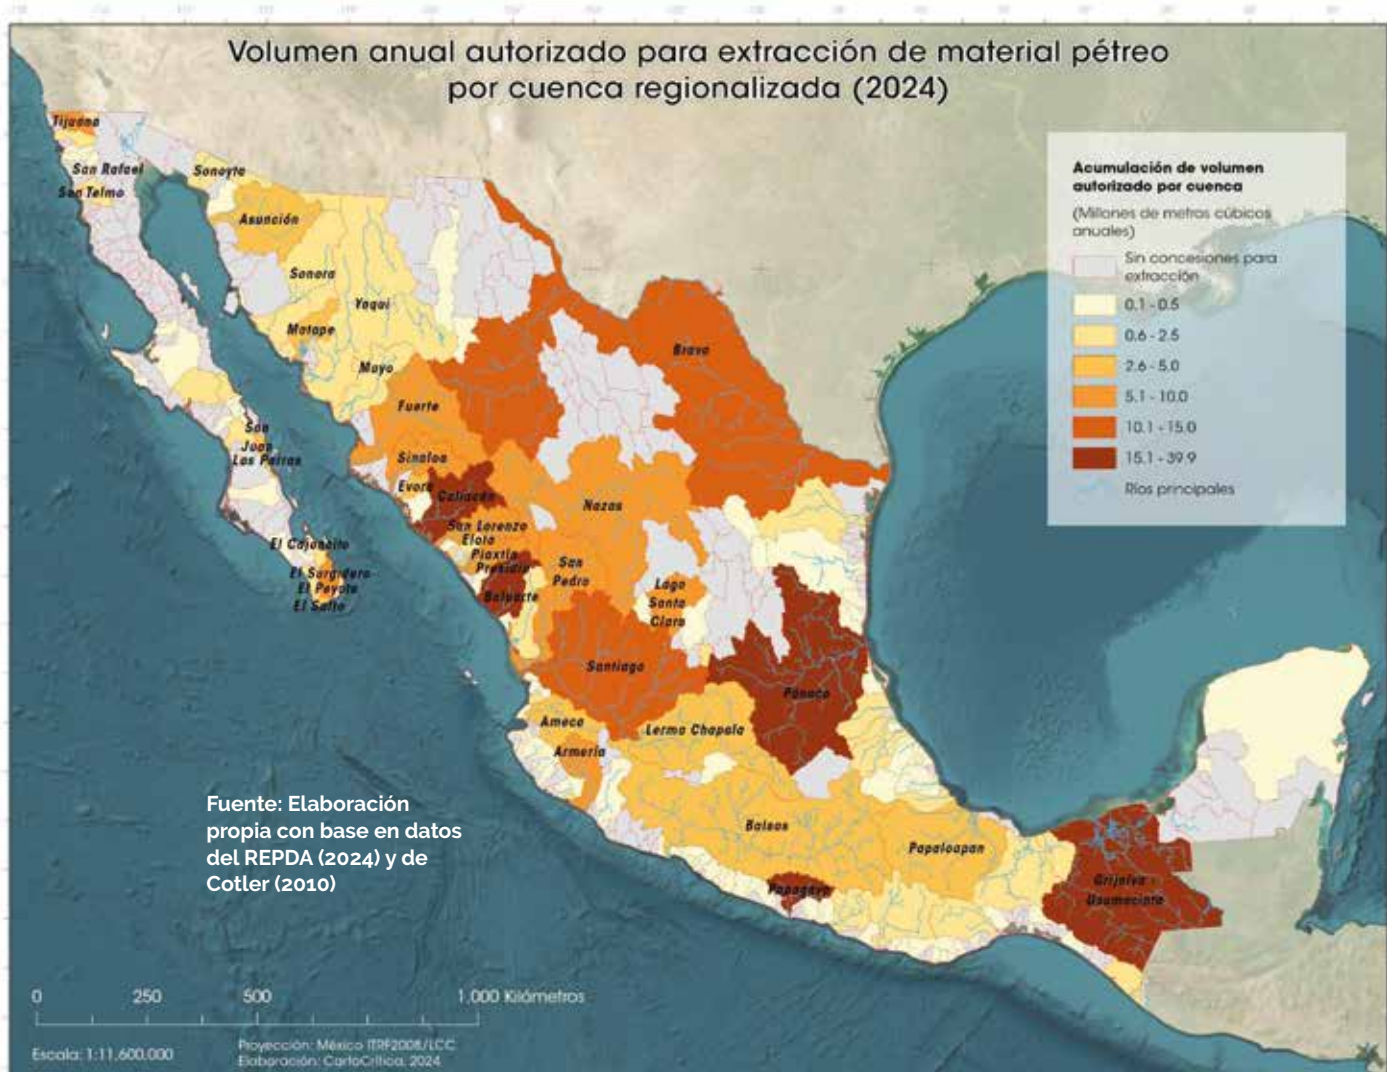 Volumen anual autorizado para extracción de material pétreo
por cuenca regionalizada (2024)
Acumulación de volumen
autorizado por cuenca
(Millones de metros cúbicos
anuales)
Sin concesiones para
extracción
0.1 - 0.5
0.6 - 2.5
2.6 - 5.0
5.1 - 10.0
10.1 - 15.0
15.1 - 39.9
Ríos principales
Tijuana
San Rafael
San Telmo
Sonoyta
Asunción
Sonora
Yaqui
Matape
Mayo
Bravo
Fuerte
San
Juan
Las Parras
Sinaloa
Evora
Culiacán
Nazas
San Lorenzo
Elota
Piaxtla
Presidio
Baluarte
San
Pedro
Lago
Santa
Clara
El Cajoncito
El Surgidero
El Peyote
El Salto
Santiago
Pánuco
Ameca
Lerma Chapala
Armería
Balsas
Papaloapan
Papagayo
Grijalva -
Usumacinta
Fuente: Elaboración
propia con base en datos
del REPDA (2024) y de
Cotler (2010)
0 250 500 1,000 Kilómetros
Escala: 1:11,600,000
Proyección: México ITRF2008/LCC
Elaboración: CartoCrítica, 2024